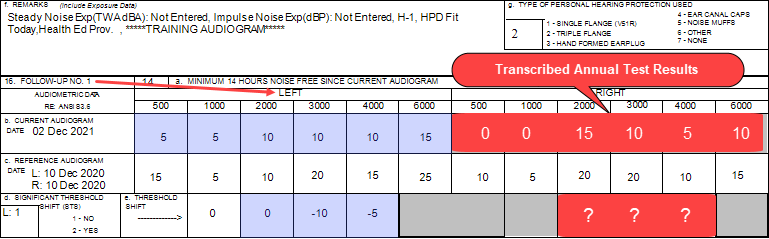 f. REMARKS (Include Exposure Data)
Steady Noise Exp(TWA dBA): Not Entered, Impulse Noise Exp(dBP): Not Entered, H-1, HPD Fit
Today,Health Ed Prov. , *****TRAINING AUDIOGRAM*****
g. TYPE OF PERSONAL HEARING PROTECTION USED
2
1 - SINGLE FLANGE (V51R)
2 - TRIPLE FLANGE
3 - HAND FORMED EARPLUG
4 - EAR CANAL CAPS
5 - NOISE MUFFS
6 - OTHER
7 - NONE
16. FOLLOW-UP NO. 1
14
a. MINIMUM 14 HOURS NOISE FREE SINCE CURRENT AUDIOGRAM
Transcribed Annual Test Results
AUDIOMETRIC DATA
RE: ANSI S3.6
LEFT
RIGHT
500 1000 2000 3000 4000 6000 500 1000 2000 3000 4000 6000
b. CURRENT AUDIOGRAM
DATE 02 Dec 2021
5 5 10 10 10 15 0 0 15 10 5 10
c. REFERENCE AUDIOGRAM
DATE L: 10 Dec 2020
R: 10 Dec 2020
15 5 10 20 15 25 10 5 20 20 10 15
d. SIGNIFICANT THRESHOLD
SHIFT (STS)
L: 1
1 - NO
2 - YES
e. THRESHOLD
SHIFT
------------->
0 0 -10 -5 ? ? ?